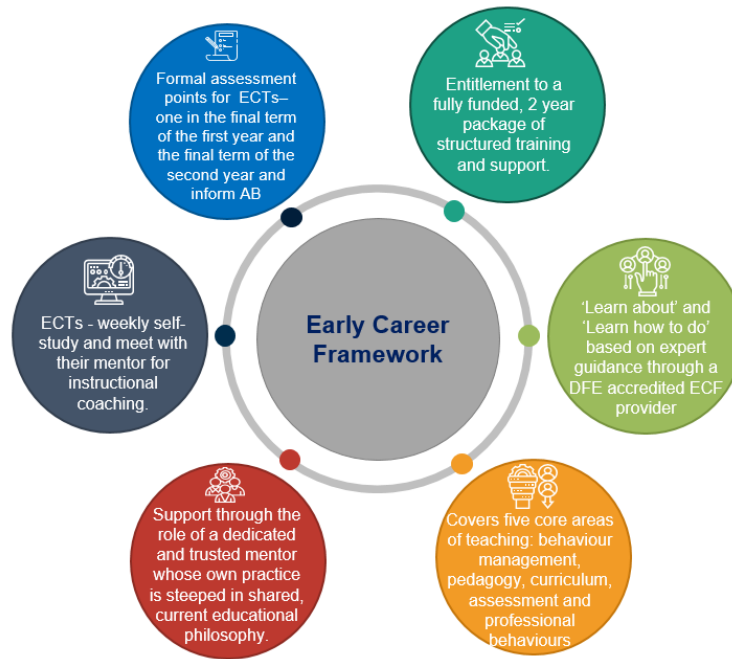 Formal assessment
points for  ECTs–
one in the final term
of the first year and
the final term of the
second year and
inform AB
Entitlement to a
fully funded, 2 year
package of
structured training
and support.
ECTs - weekly self-
study and meet with
their mentor for
instructional
coaching.
Early Career
Framework
‘Learn about’ and
‘Learn how to do’
based on expert
guidance through a
DFE accredited ECF
provider
Support through the
role of a dedicated
and trusted mentor
whose own practice
is steeped in shared,
current educational
philosophy.
Covers five core areas
of teaching: behaviour
management,
pedagogy, curriculum,
assessment and
professional
behaviours